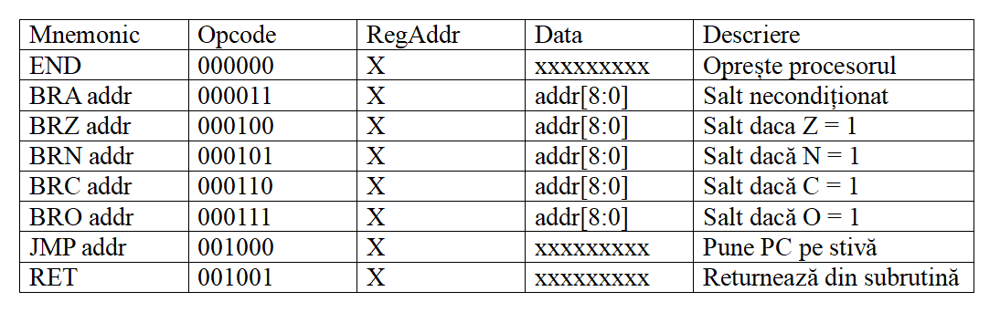 Mnemonic Opcode RegAddr Data Descriere
END 000000 X xxxxxxxxx Oprește procesorul
BRA addr 000011 X addr[8:0] Salt necondiționat
BRZ addr 000100 X addr[8:0] Salt daca Z = 1
BRN addr 000101 X addr[8:0] Salt dacă N = 1
BRC addr 000110 X addr[8:0] Salt dacă C = 1
BRO addr 000111 X addr[8:0] Salt dacă O = 1
JMP addr 001000 X xxxxxxxxx Pune PC pe stivă
RET 001001 X xxxxxxxxx Returnează din subrutină